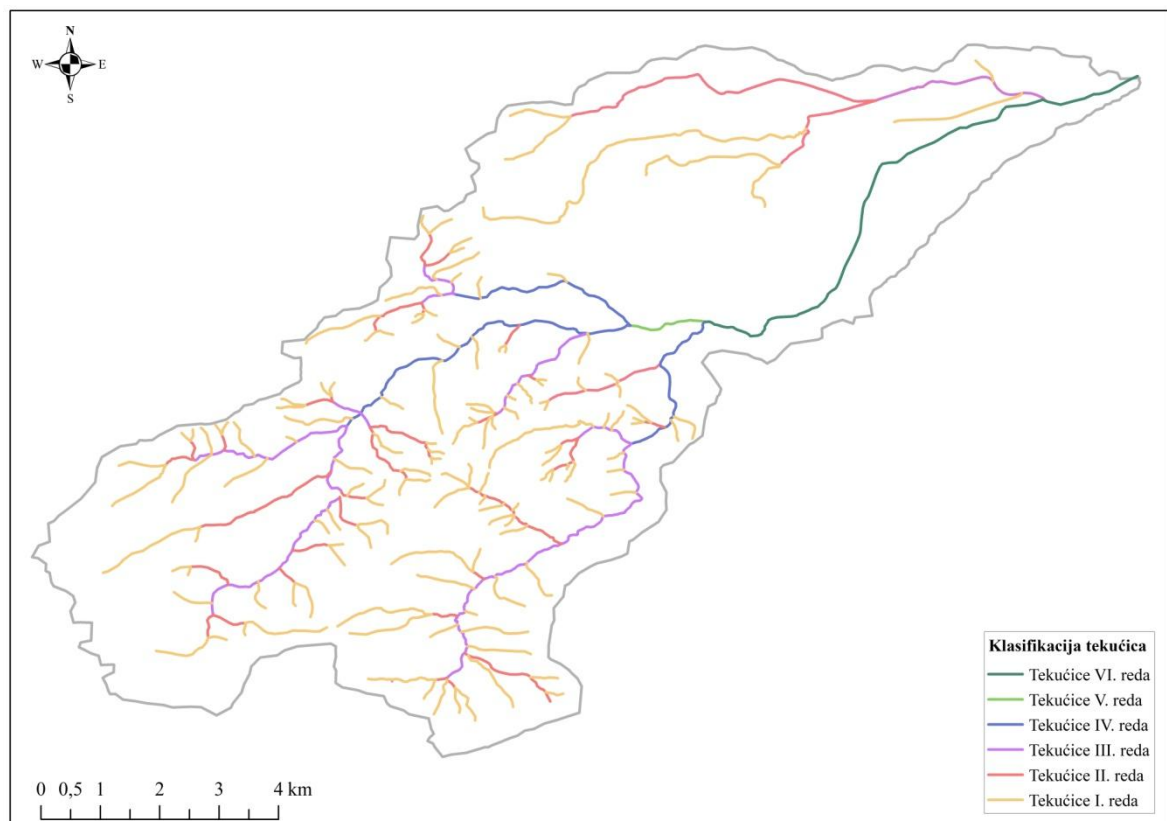 N
W E
S
Klasifikacija tekućica
Tekućice VI. reda
Tekućice V. reda
Tekućice IV. reda
Tekućice III. reda
Tekućice II. reda
Tekućice I. reda
0 0,5 1 2 3 4 km